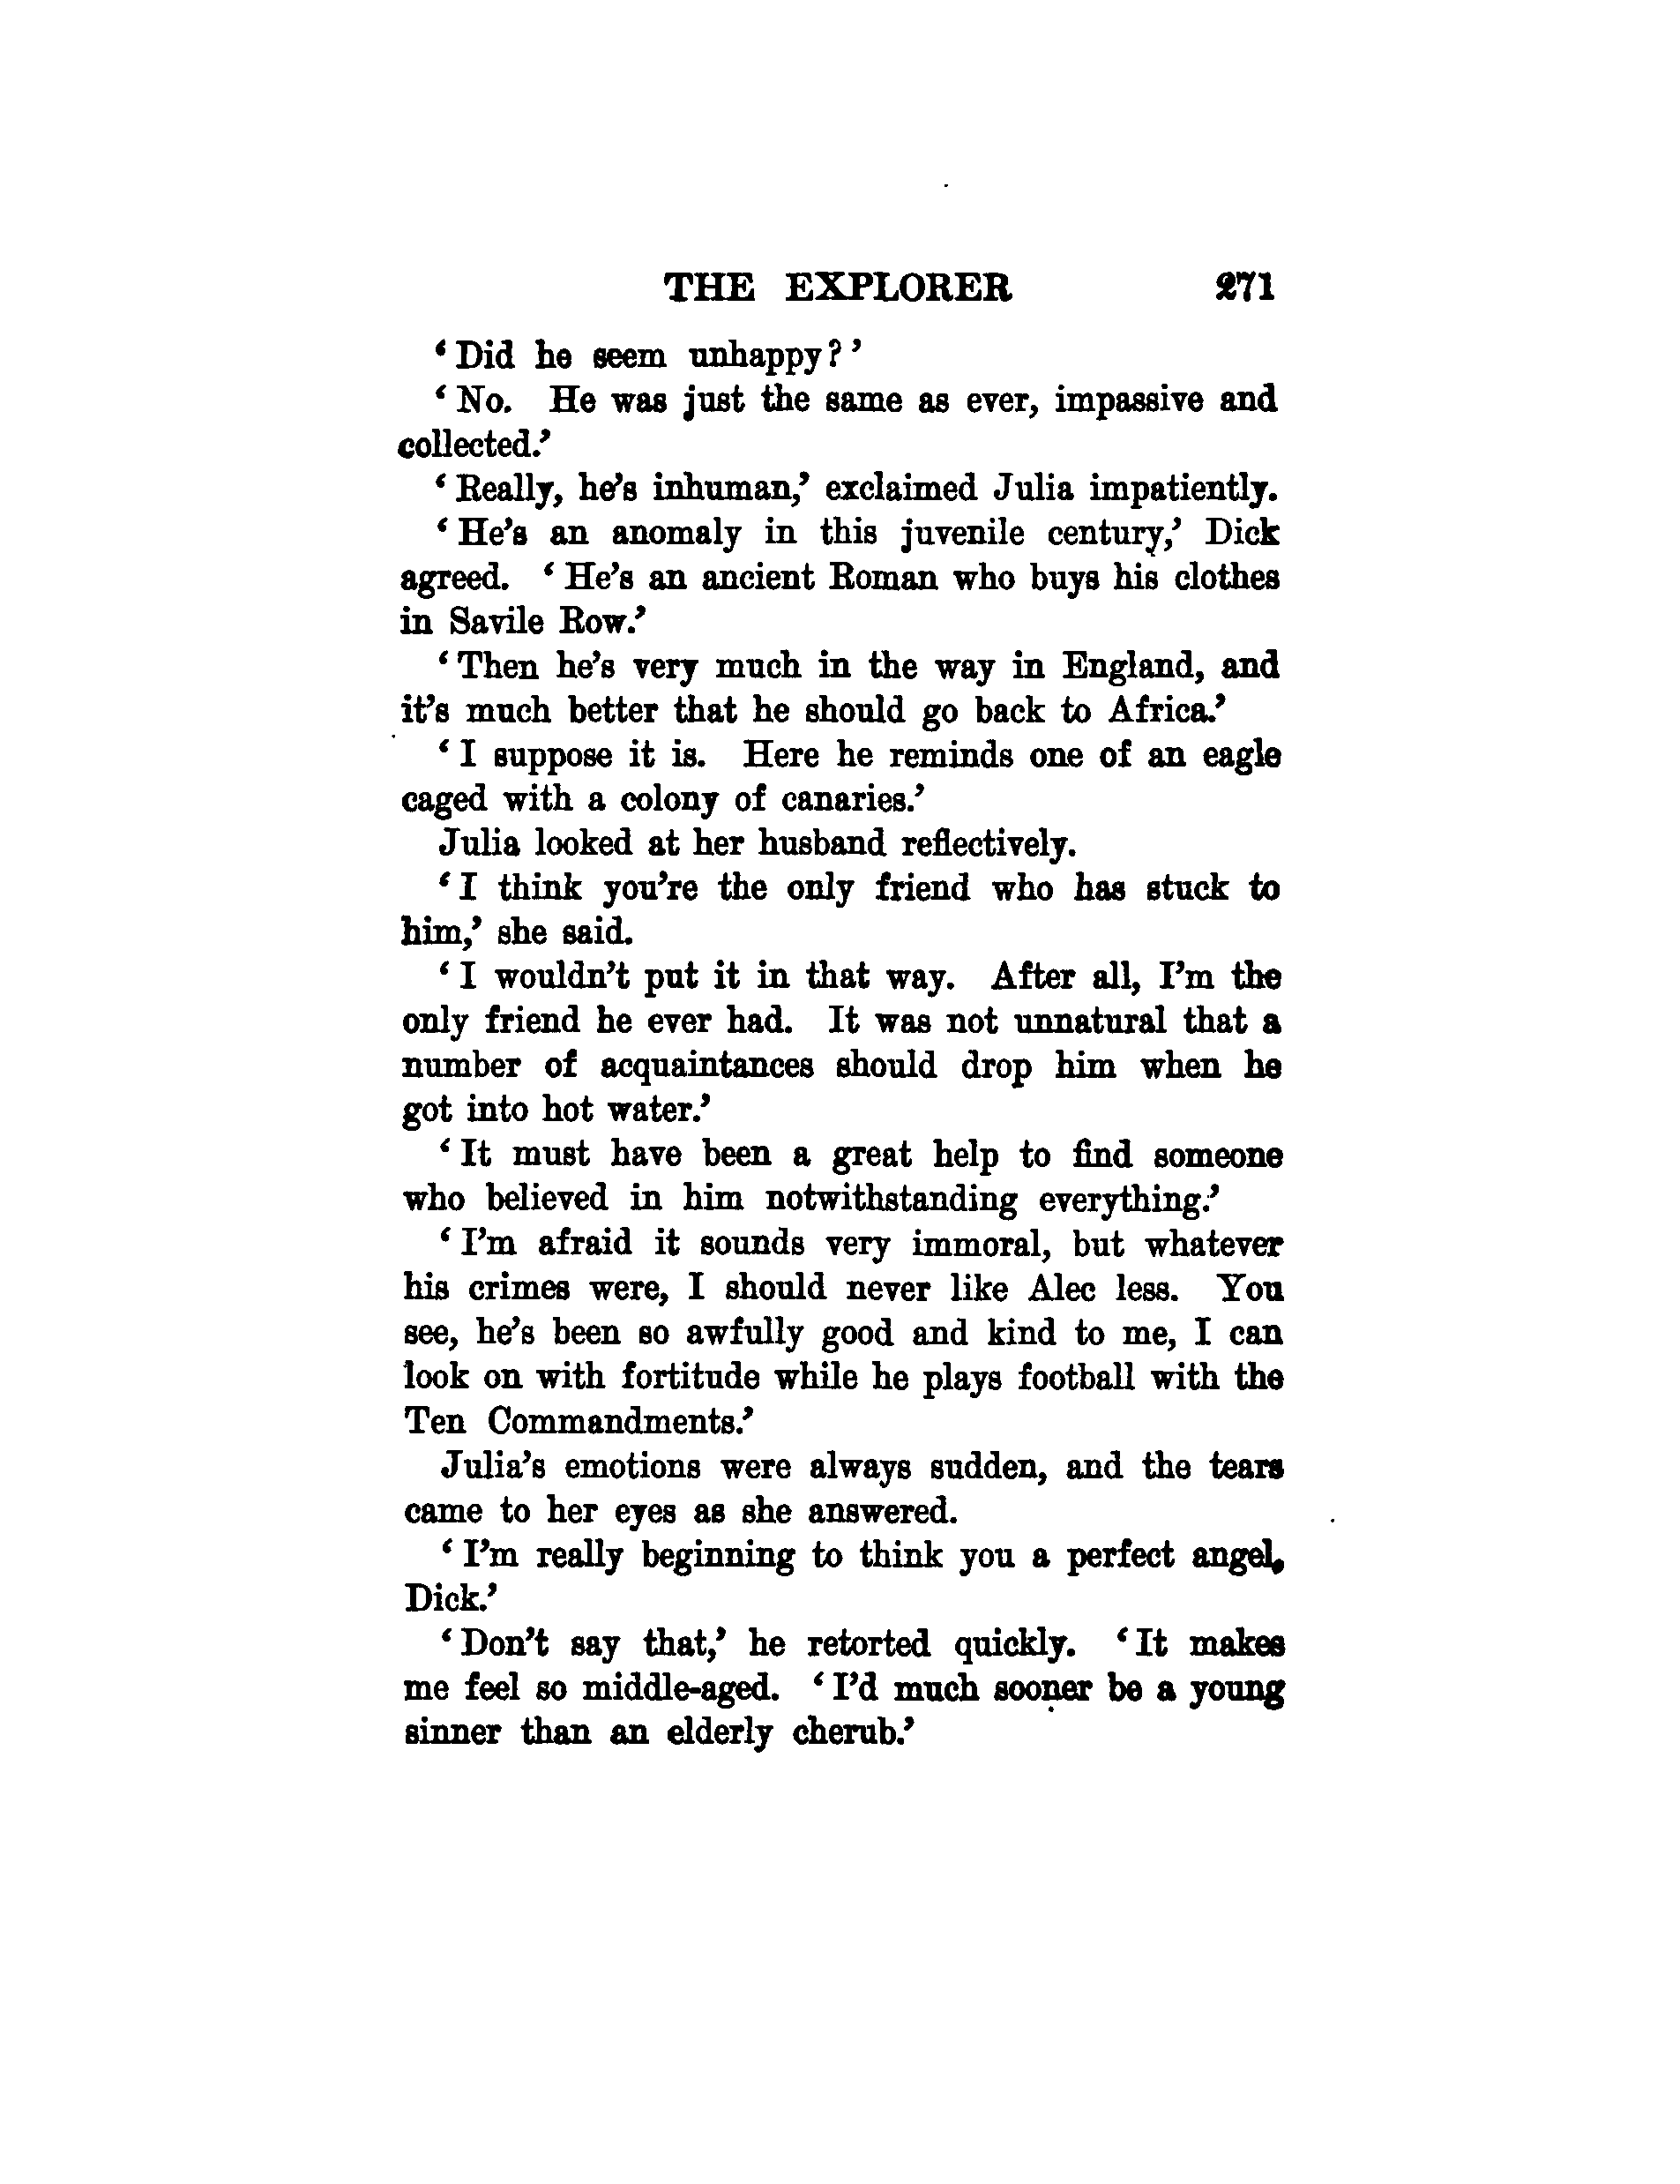 THE EXPLORER 271
‘Did he seem unhappy?’
‘No. He was just the same as ever, impassive and
collected.’
‘Really, he's inhuman,’ exclaimed Julia impatiently.
‘He's an anomaly in this juvenile century,’ Dick
agreed. ‘He's an ancient Roman who buys his clothes
in Savile Row.’
‘Then he's very much in the way in England, and
it's much better that he should go back to Africa.’
‘I suppose it is. Here he reminds one of an eagle
caged with a colony of canaries.’
Julia looked at her husband reflectively.
‘I think you're the only friend who has stuck to
him,’ she said.
‘I wouldn't put it in that way. After all, I'm the
only friend he ever had. It was not unnatural that a
number of acquaintances should drop him when he
got into hot water.’
‘It must have been a great help to find someone
who believed in him notwithstanding everything.’
‘I'm afraid it sounds very immoral, but whatever
his crimes were, I should never like Alec less. You
see, he's been so awfully good and kind to me, I can
look on with fortitude while he plays football with the
Ten Commandments.’
Julia's emotions were always sudden, and the tears
came to her eyes as she answered.
‘I'm really beginning to think you a perfect angel,
Dick.’
‘Don't say that,’ he retorted quickly. ‘It makes
me feel so middle-aged. ‘I'd much sooner be a young
sinner than an elderly cherub.’